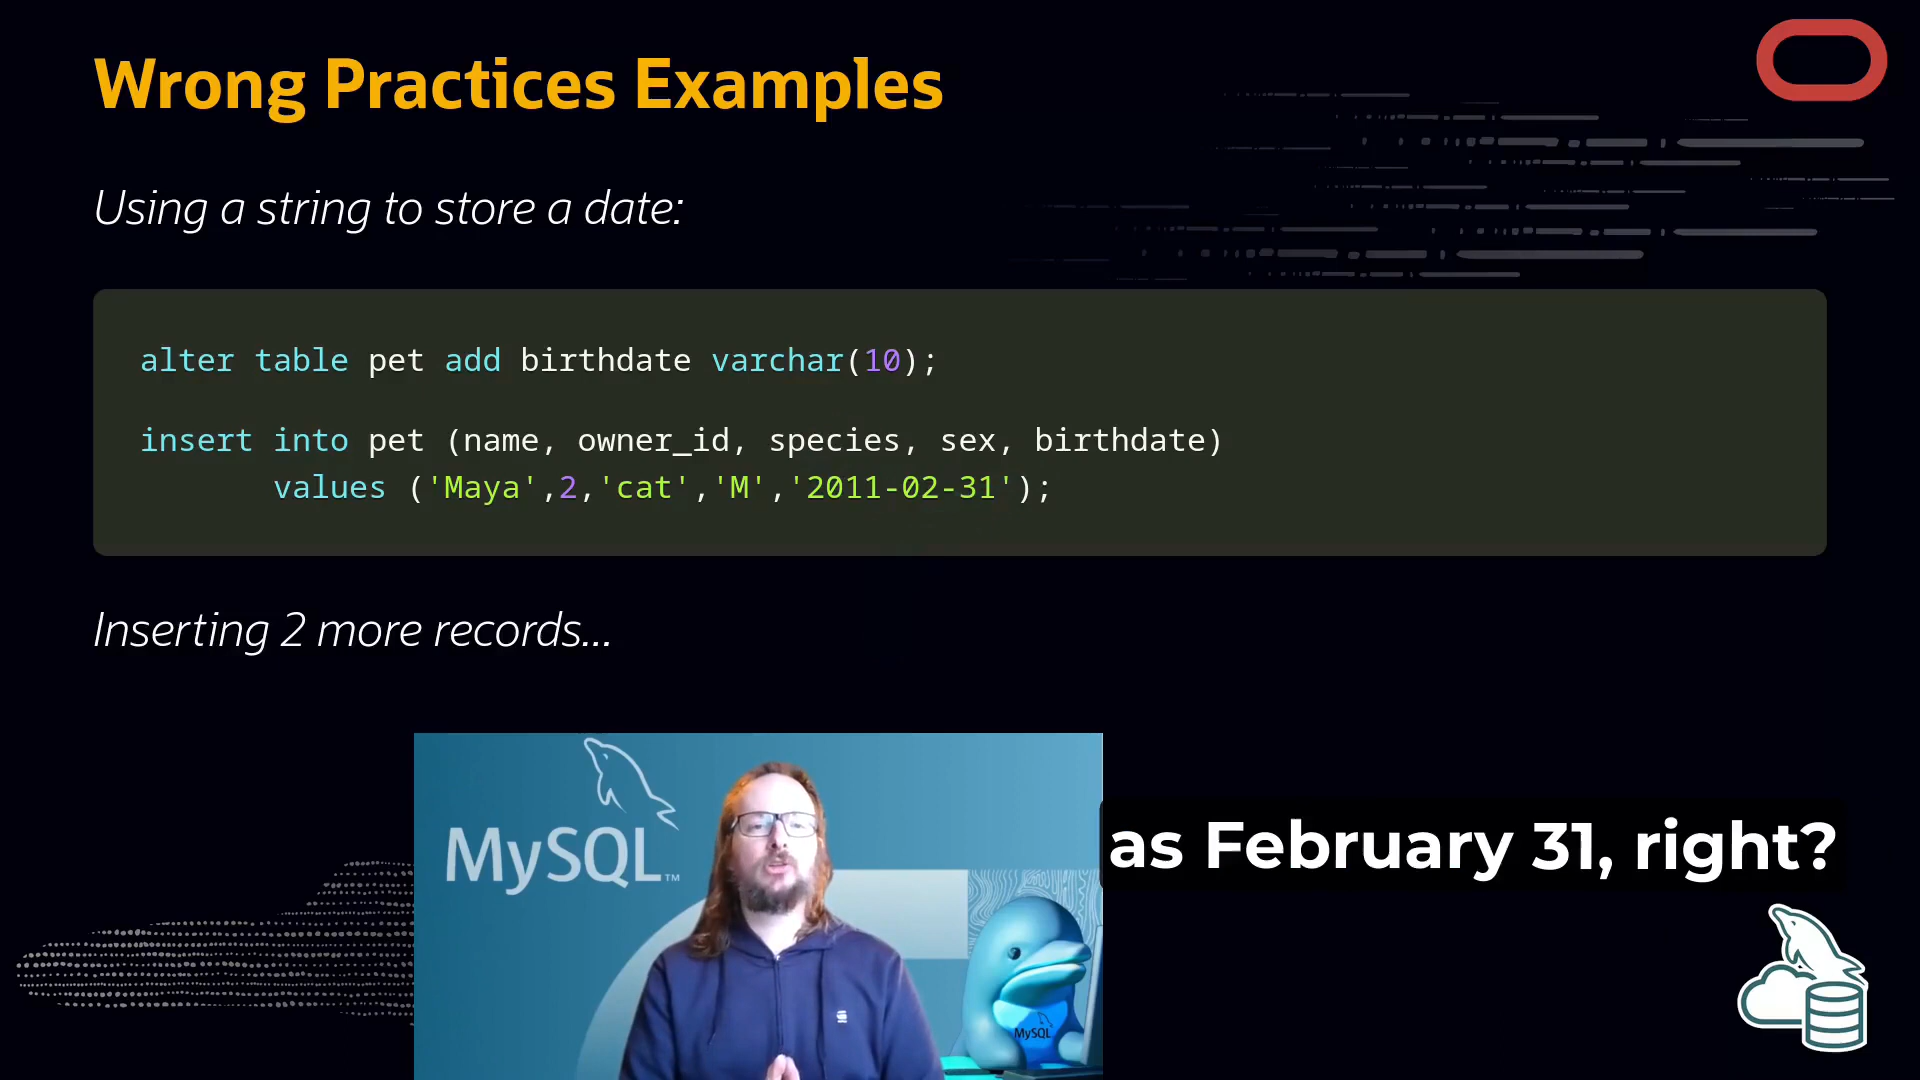 Wrong Practices Examples
Using a string to store a date:
alter table pet add birthdate varchar(10);
insert into pet (name, owner_id, species, sex, birthdate)
values ('Maya',2,'cat','M','2011-02-31');
Inserting 2 more records...
MySQL™
as February 31, right?
MySQL